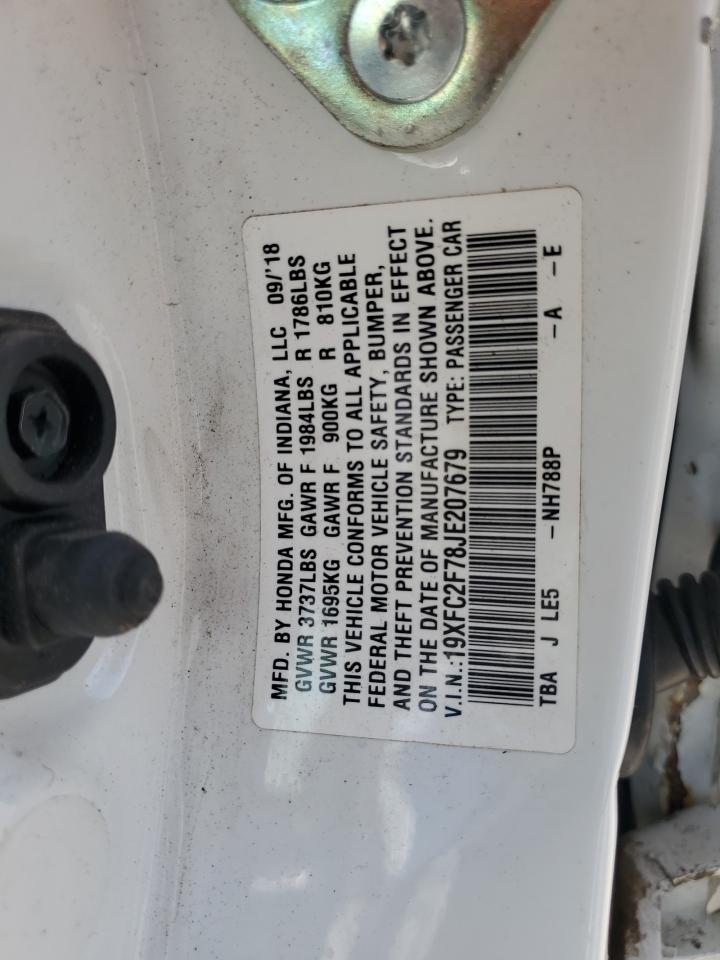 MFD. BY HONDA MFG. OF INDIANA, LLC 09/'18
GVWR 3737LBS GAWR F 1984LBS R 1786LBS
GVWR 1695KG GAWR F 900KG R 810KG
THIS VEHICLE CONFORMS TO ALL APPLICABLE
FEDERAL MOTOR VEHICLE SAFETY, BUMPER,
AND THEFT PREVENTION STANDARDS IN EFFECT
ON THE DATE OF MANUFACTURE SHOWN ABOVE.
V.I.N.:19XFC2F78JE207679 TYPE: PASSENGER CAR
TBA J LE5 -NH788P -A -E